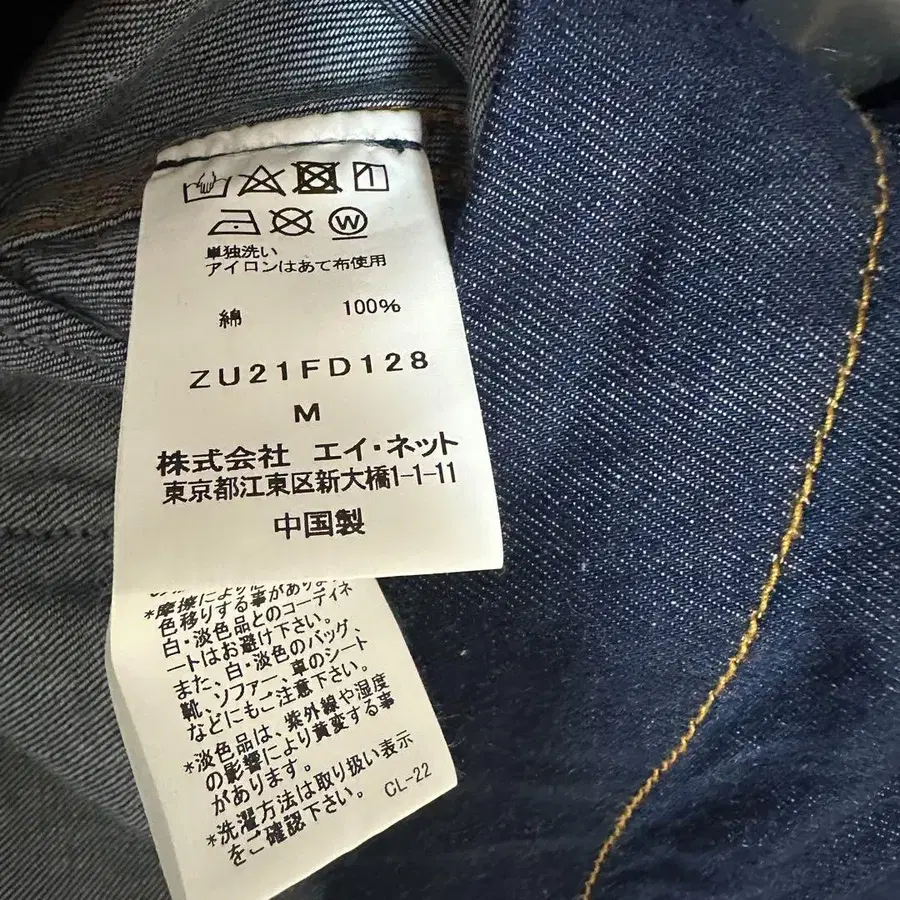 W
単独洗い
アイロンはあて布使用
綿 100%
ZU21FD128
M
株式会社 エイ・ネット
東京都江東区新大橋1-1-11
中国製
*摩擦により
色移りする事があります
白・淡色品とのコーディネ
ートはお避け下さい。
また、白・淡色のバッグ、
靴、ソファー、車のシート
などにもご注意下さい。
*淡色品は、紫外線や湿度
の影響により黄変する事
があります。
*洗濯方法は取り扱い表示
をご確認下さい。 CL-22